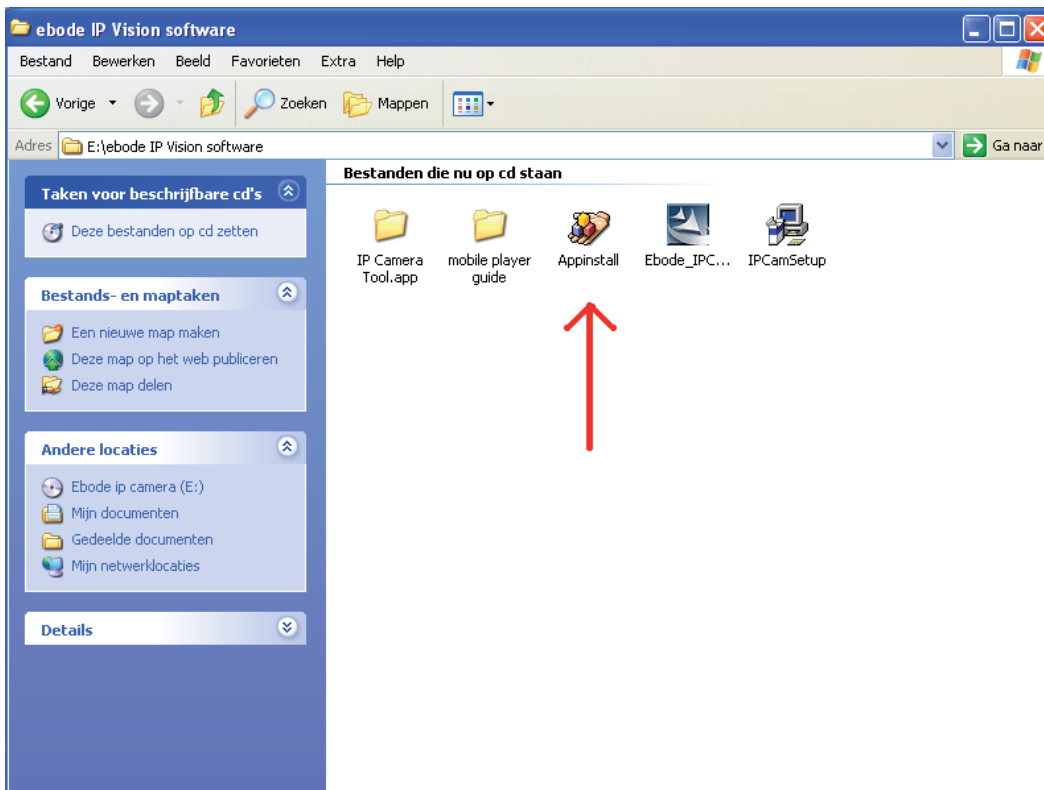 ebode IP Vision software
Bestand Bewerken Beeld Favorieten Extra Help
Vorige Zoeken Mappen
Adres E:\ebode IP Vision software Ga naar
Taken voor beschrijfbare cd's
Deze bestanden op cd zetten
Bestands- en maptaken
Een nieuwe map maken
Deze map op het web publiceren
Deze map delen
Andere locaties
Ebode ip camera (E:)
Mijn documenten
Gedeelde documenten
Mijn netwerklocaties
Details
Bestanden die nu op cd staan
IP Camera Tool.app
mobile player guide
Appinstall
Ebode_IPC...
IPCamSetup